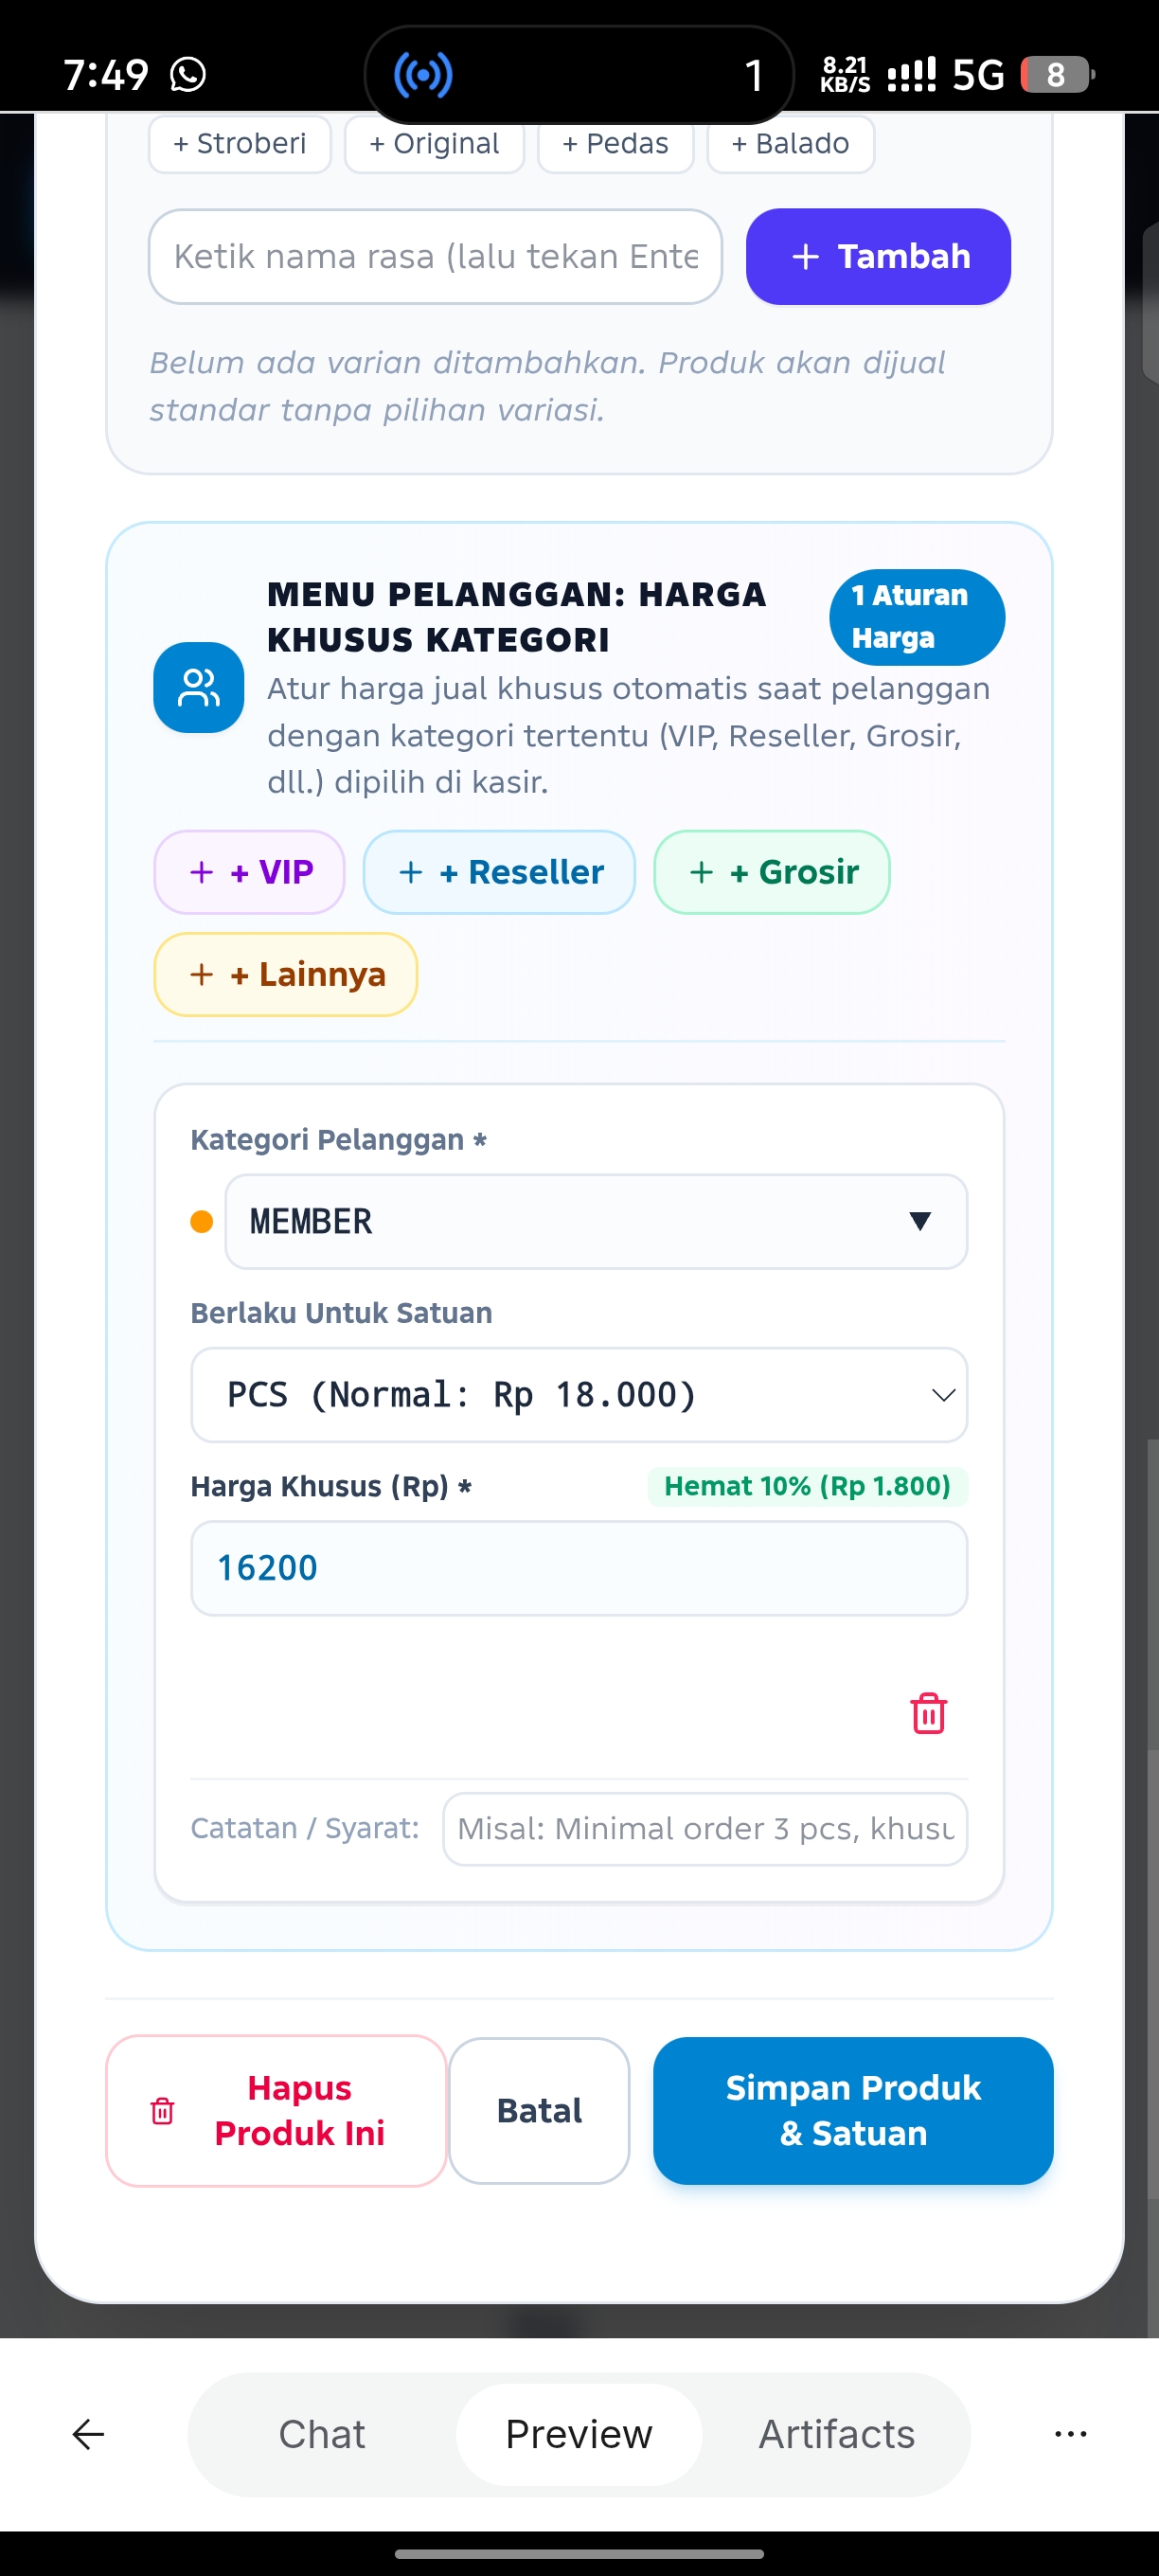 7:49
1
8.21
KB/S
5G
8
+ Stroberi
+ Original
+ Pedas
+ Balado
Ketik nama rasa (lalu tekan Ente
+ Tambah
Belum ada varian ditambahkan. Produk akan dijual
standar tanpa pilihan variasi.
MENU PELANGGAN: HARGA
KHUSUS KATEGORI
1 Aturan
Harga
Atur harga jual khusus otomatis saat pelanggan
dengan kategori tertentu (VIP, Reseller, Grosir,
dll.) dipilih di kasir.
+ + VIP
+ + Reseller
+ + Grosir
+ + Lainnya
Kategori Pelanggan *
MEMBER
Berlaku Untuk Satuan
PCS (Normal: Rp 18.000)
Harga Khusus (Rp) *
Hemat 10% (Rp 1.800)
16200
Catatan / Syarat:
Misal: Minimal order 3 pcs, khusu
Hapus
Produk Ini
Batal
Simpan Produk
& Satuan
Chat
Preview
Artifacts